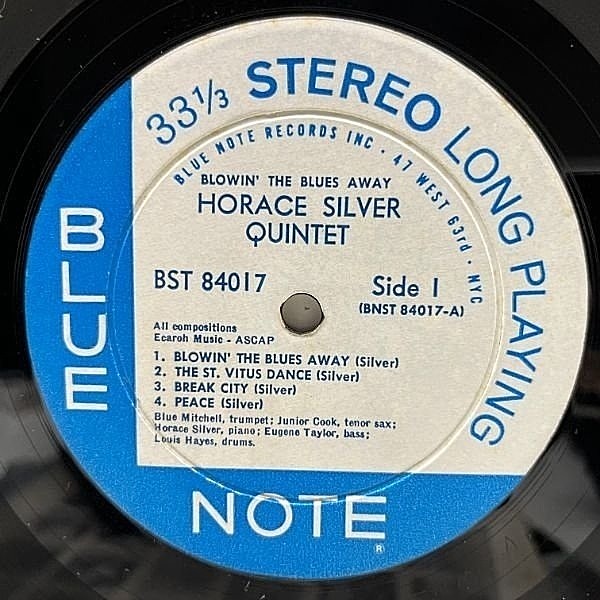 33 1/3 STEREO LONG PLAYING
BLUE NOTE RECORDS INC · 47 WEST 63rd · NYC
BLOWIN' THE BLUES AWAY
HORACE SILVER
QUINTET
BST 84017
Side 1
(BNST 84017-A)
All compositions
Ecaroh Music - ASCAP
1. BLOWIN' THE BLUES AWAY (Silver)
2. THE ST. VITUS DANCE (Silver)
3. BREAK CITY (Silver)
4. PEACE (Silver)
Blue Mitchell, trumpet; Junior Cook, tenor sax;
Horace Silver, piano; Eugene Taylor, bass;
Louis Hayes, drums.
BLUE
NOTE
®